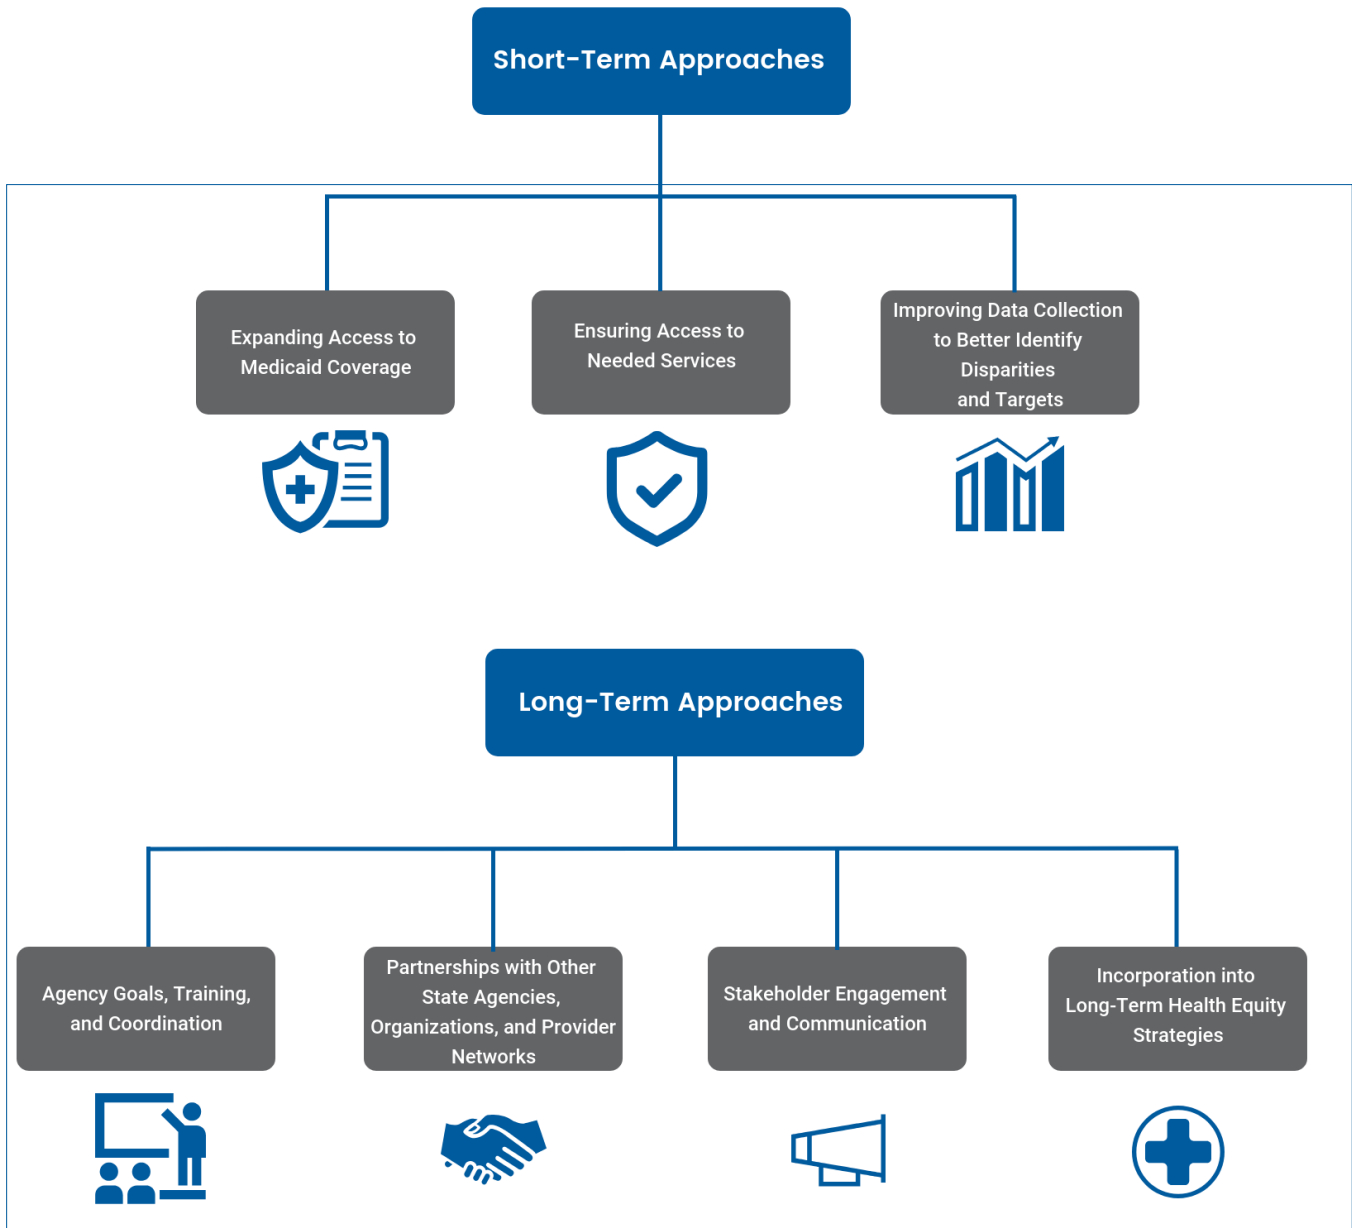 Short-Term Approaches
Expanding Access to
Medicaid Coverage
Ensuring Access to
Needed Services
Improving Data Collection
to Better Identify
Disparities
and Targets
Long-Term Approaches
Agency Goals, Training,
and Coordination
Partnerships with Other
State Agencies,
Organizations, and Provider
Networks
Stakeholder Engagement
and Communication
Incorporation into
Long-Term Health Equity
Strategies